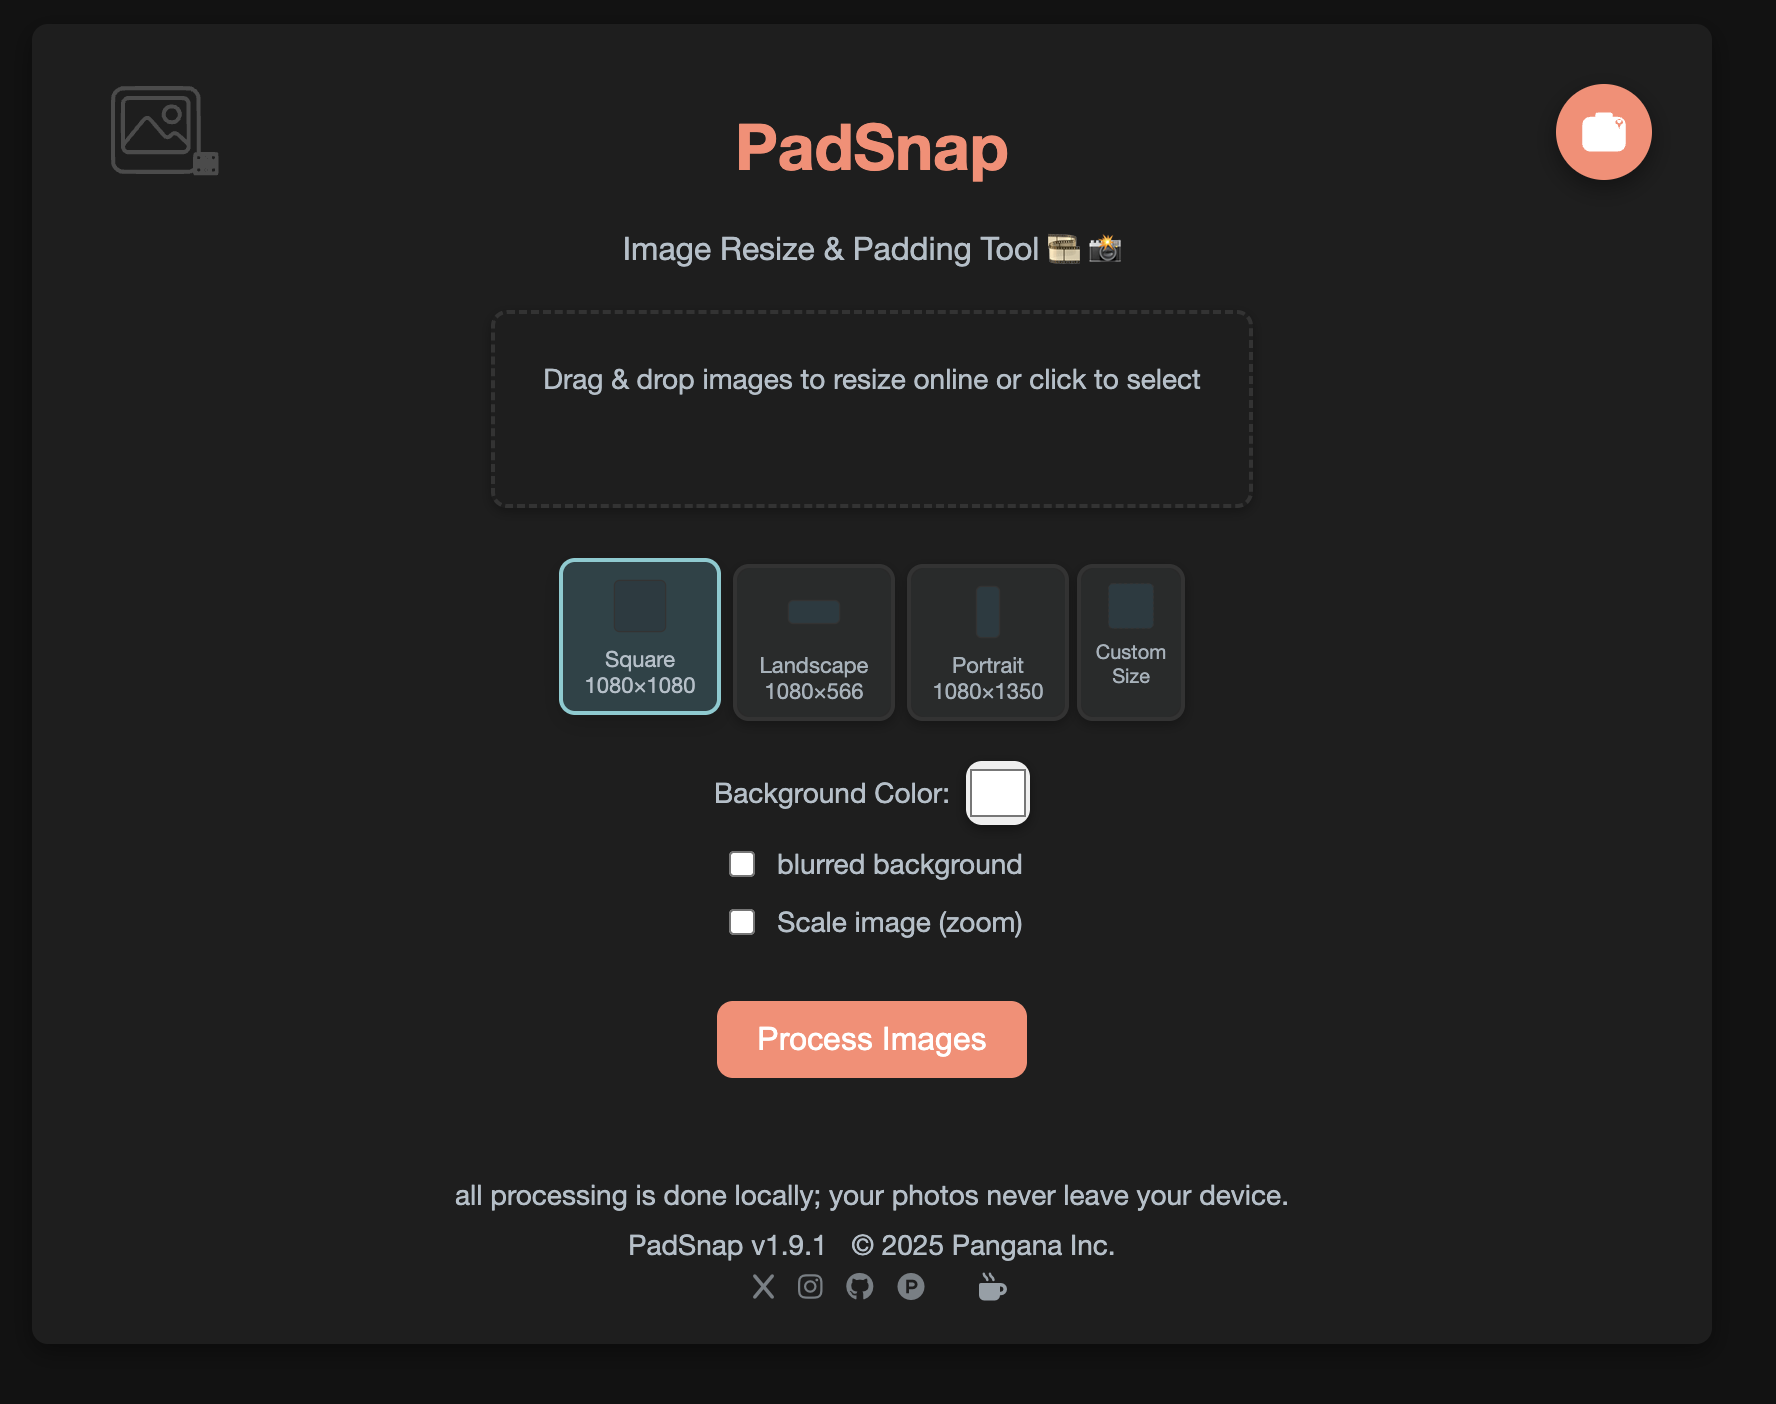 PadSnap
Image Resize & Padding Tool 🎞️ 📸
Drag & drop images to resize online or click to select
Square
1080×1080
Landscape
1080×566
Portrait
1080×1350
Custom
Size
Background Color:
blurred background
Scale image (zoom)
Process Images
all processing is done locally; your photos never leave your device.
PadSnap v1.9.1 © 2025 Pangana Inc.